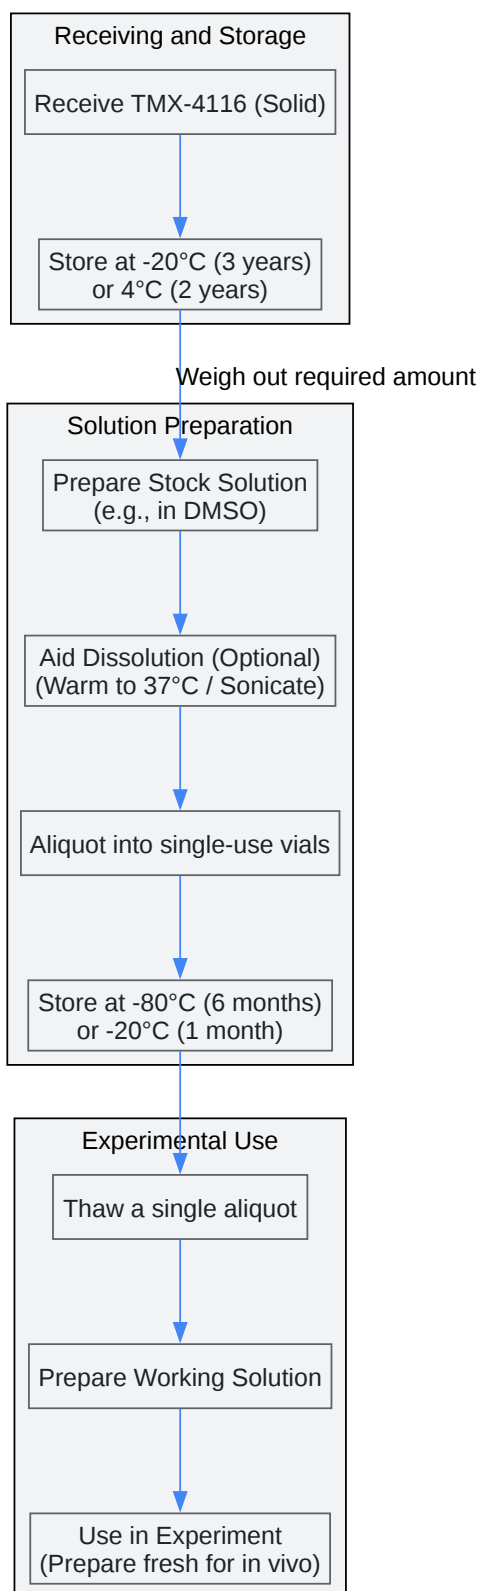 Receiving and Storage
Receive TMX-4116 (Solid)
Store at -20°C (3 years)
or 4°C (2 years)
Weigh out required amount
Solution Preparation
Prepare Stock Solution
(e.g., in DMSO)
Aid Dissolution (Optional)
(Warm to 37°C / Sonicate)
Aliquot into single-use vials
Store at -80°C (6 months)
or -20°C (1 month)
Experimental Use
Thaw a single aliquot
Prepare Working Solution
Use in Experiment
(Prepare fresh for in vivo)